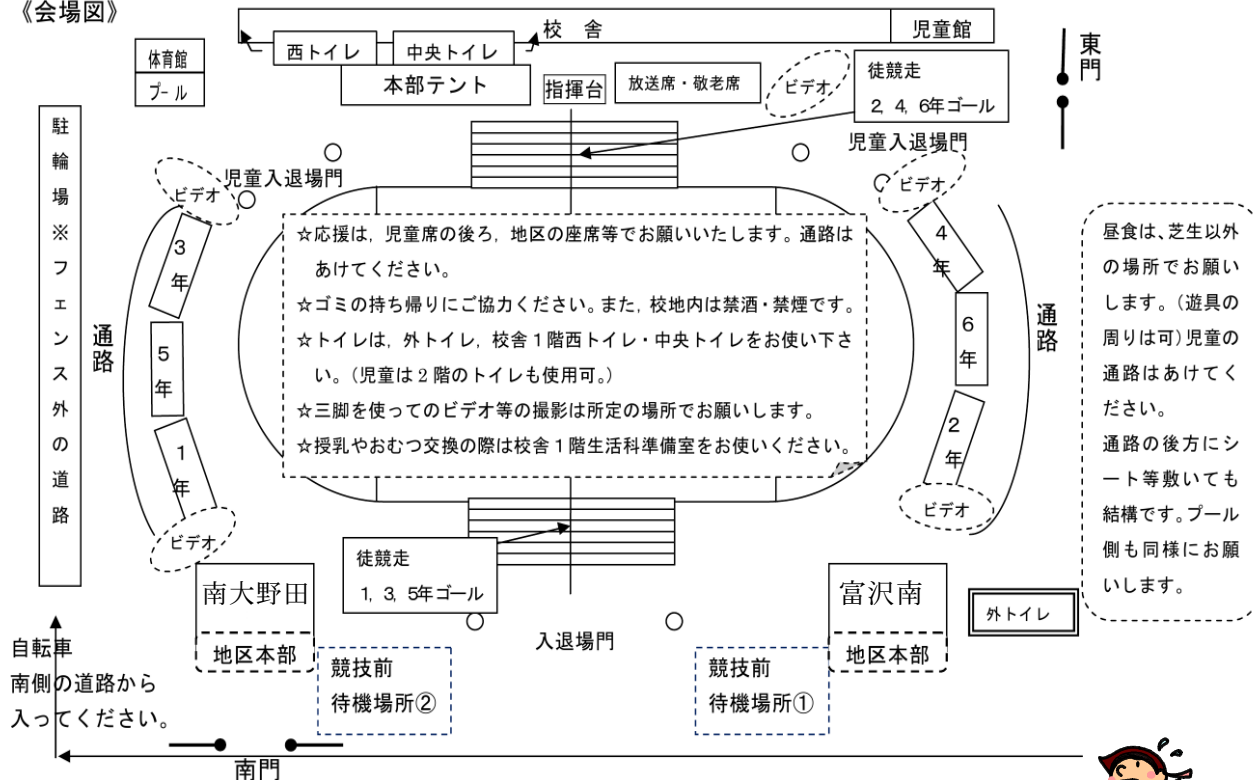 《会場図》
校 舎
児童館
東門
体育館
プール
西トイレ
中央トイレ
本部テント
指揮台
放送席・敬老席
ビデオ
徒競走
2, 4, 6年ゴール
駐輪場※フェンス外の道路
児童入退場門
児童入退場門
ビデオ
ビデオ
3年
5年
1年
通路
4年
6年
2年
通路
☆応援は, 児童席の後ろ, 地区の座席等でお願いいたします。通路は
あけてください。
☆ゴミの持ち帰りにご協力ください。また, 校地内は禁酒・禁煙です。
☆トイレは, 外トイレ, 校舎1階西トイレ・中央トイレをお使い下さ
い。(児童は2階のトイレも使用可。)
☆三脚を使ってのビデオ等の撮影は所定の場所でお願いします。
☆授乳やおむつ交換の際は校舎1階生活科準備室をお使いください。
昼食は、芝生以外
の場所でお願い
します。(遊具の
周りは可)児童の
通路はあけてく
ださい。
通路の後方にシ
ート等敷いても
結構です。プール
側も同様にお願
いします。
ビデオ
ビデオ
徒競走
1, 3, 5年ゴール
南大野田
地区本部
富沢南
地区本部
外トイレ
入退場門
競技前
待機場所②
競技前
待機場所①
自転車
南側の道路から
入ってください。
南門